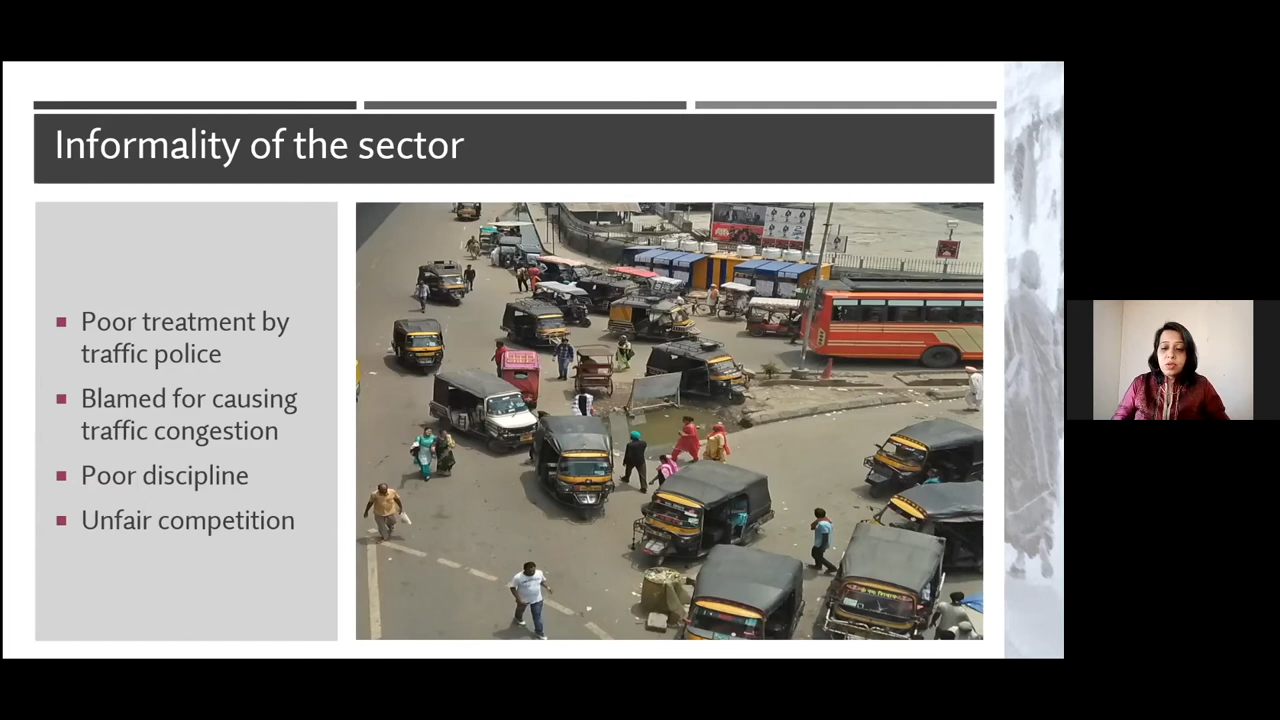 Informality of the sector
Poor treatment by
traffic police
Blamed for causing
traffic congestion
Poor discipline
Unfair competition